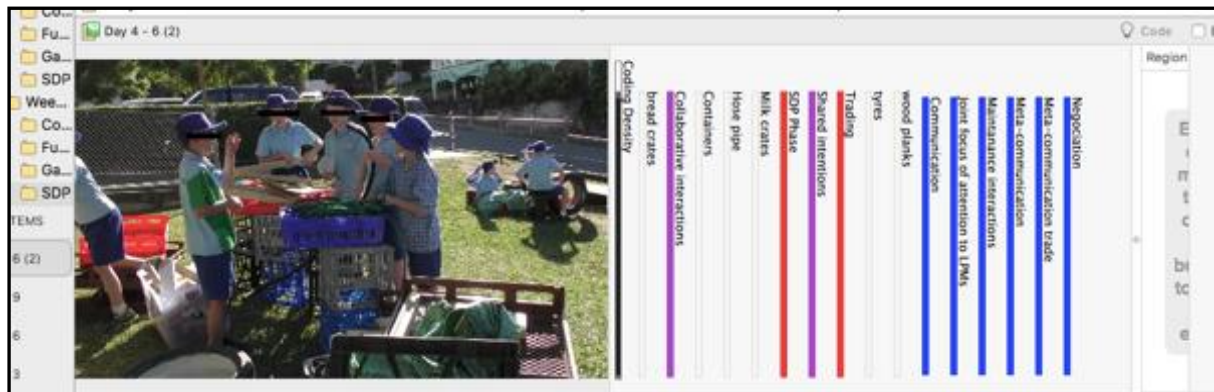 Co...
Fu...
Ga...
SDP
Wee...
Co...
Fu...
Ga...
SDP
TEMS
6 (2)
9
6
3
Day 4 - 6 (2)
Code
Region
Coding Density
bread crates
Collaborative interactions
Containers
Hose pipe
Milk crates
SDP Phase
Shared intentions
Trading
tyres
wood planks
Communication
Joint focus of attention to LPMs
Maintanance interactions
Meta-communication
Meta-communication trade
Negociation